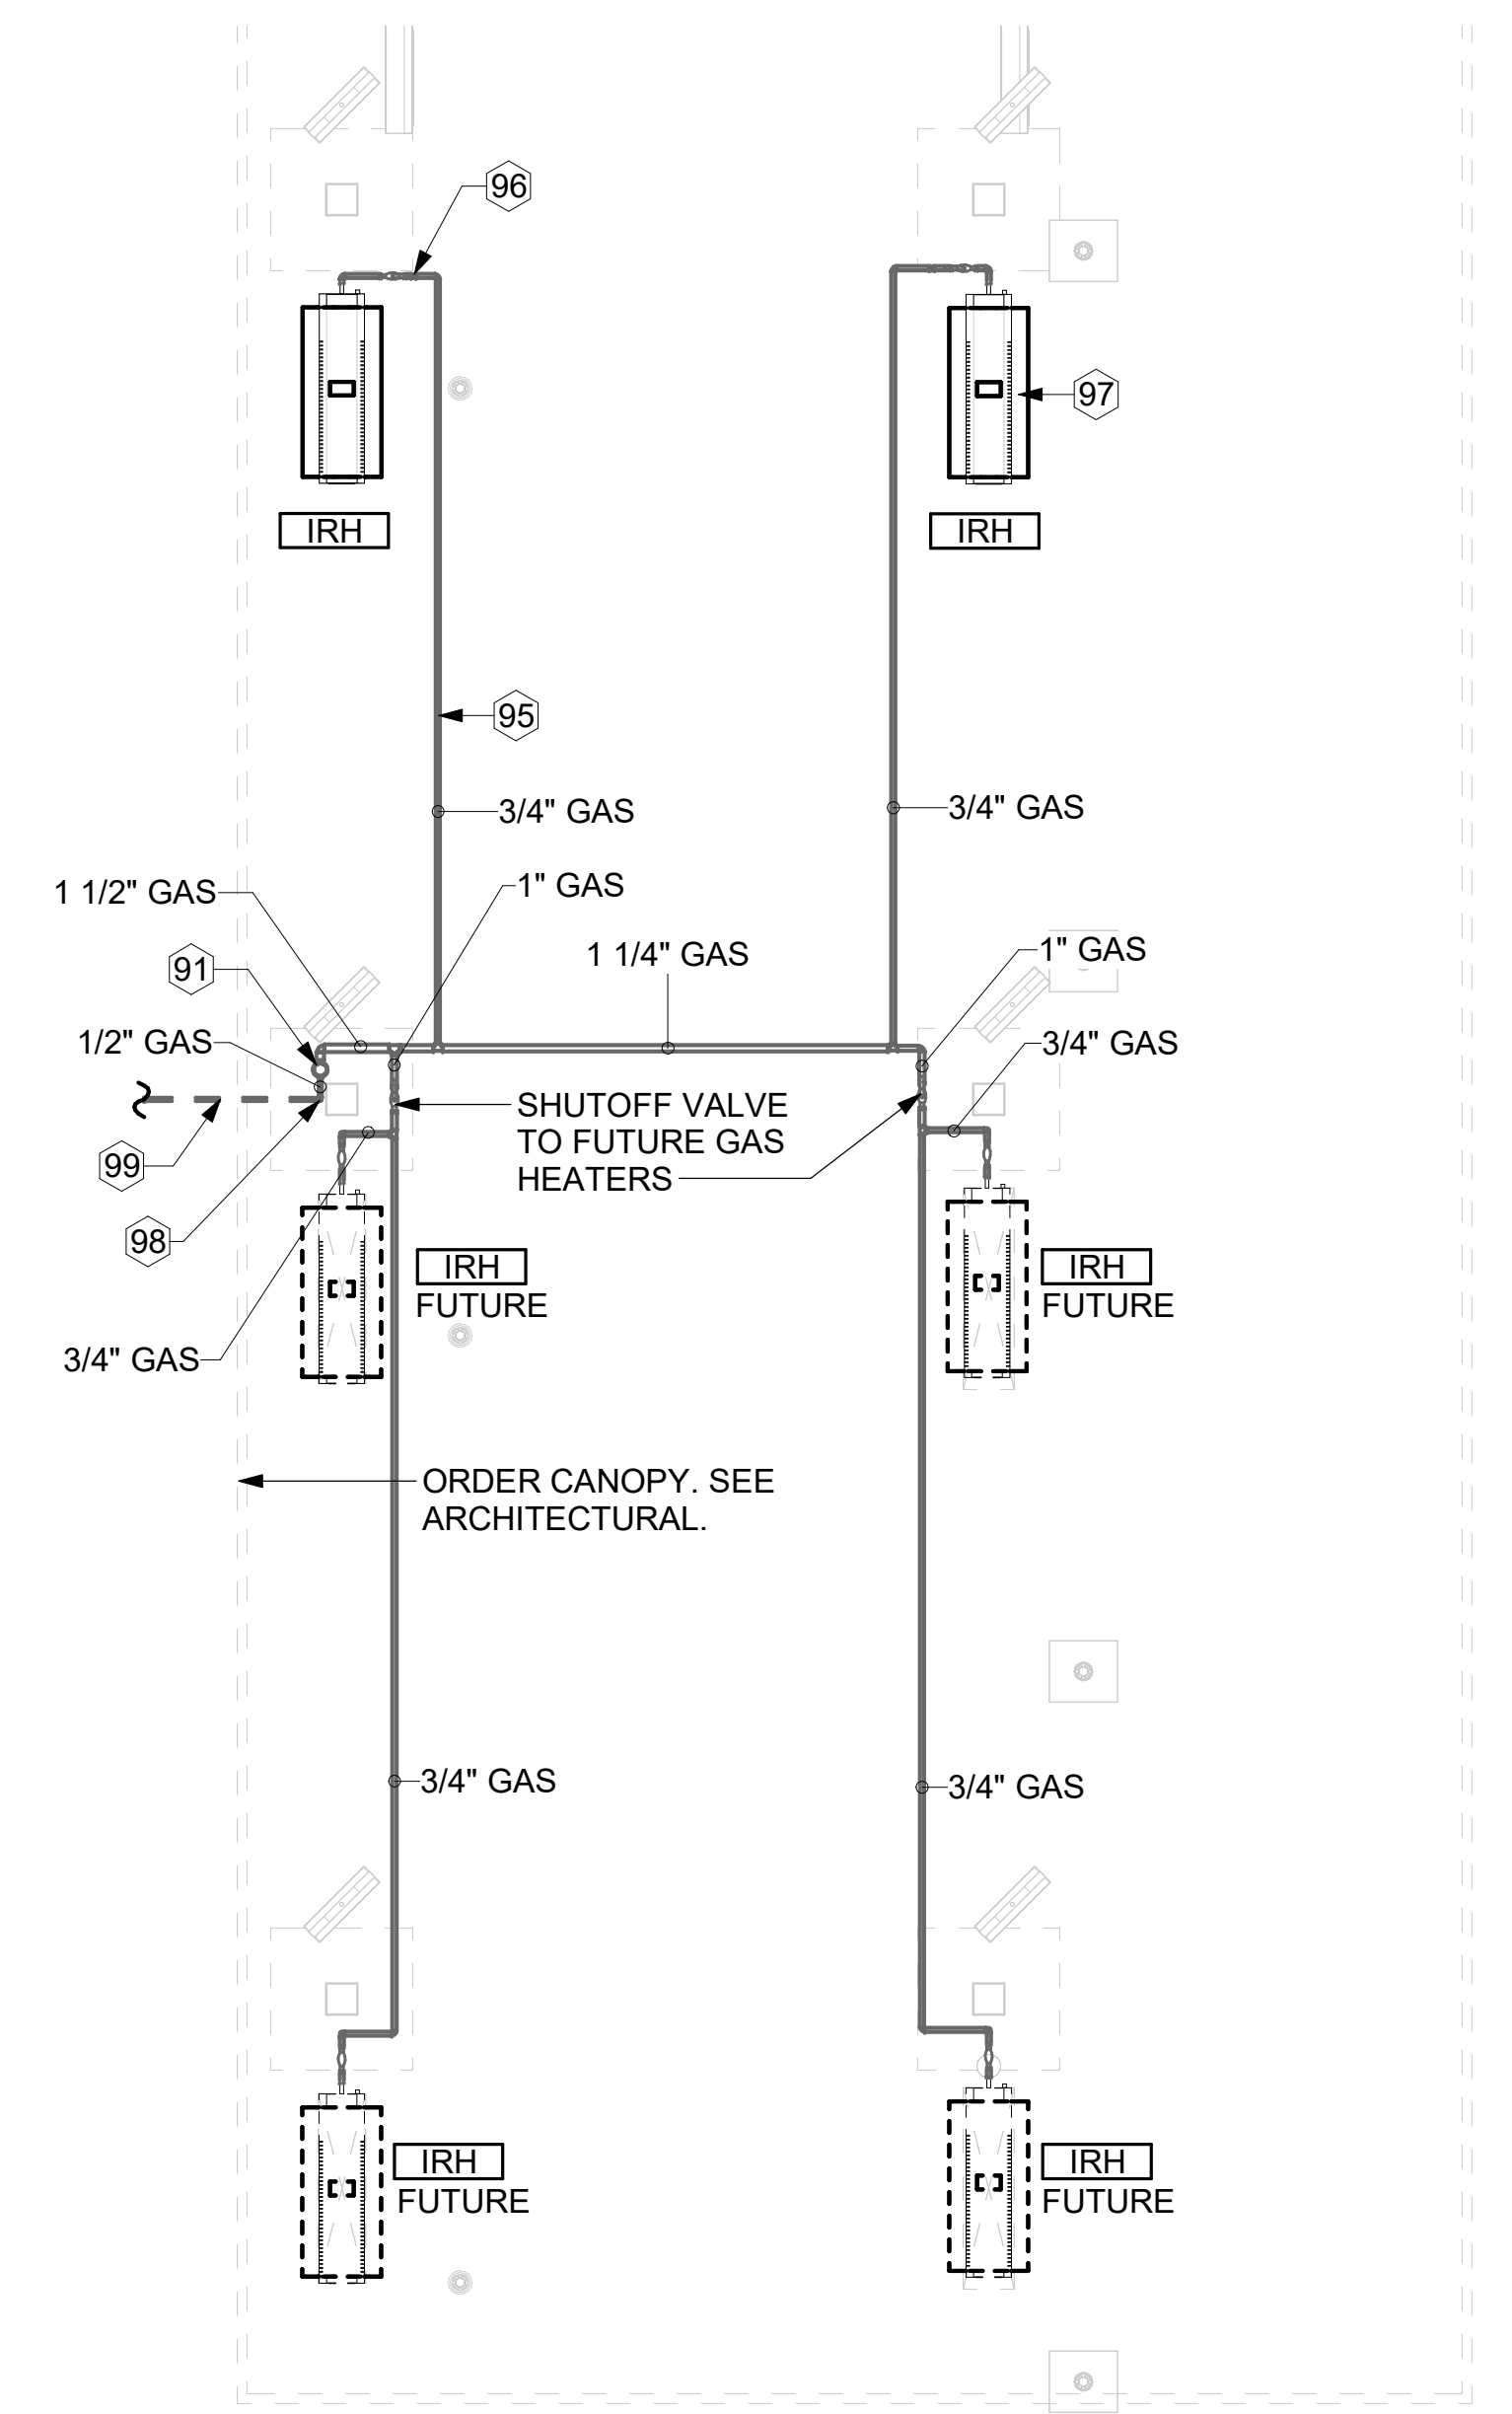 96
97
IRH
IRH
95
3/4" GAS
3/4" GAS
1 1/2" GAS
1" GAS
1 1/4" GAS
1" GAS
91
1/2" GAS
3/4" GAS
SHUTOFF VALVE
TO FUTURE GAS
HEATERS
99
98
IRH
FUTURE
IRH
FUTURE
3/4" GAS
ORDER CANOPY. SEE
ARCHITECTURAL.
3/4" GAS
3/4" GAS
IRH
FUTURE
IRH
FUTURE